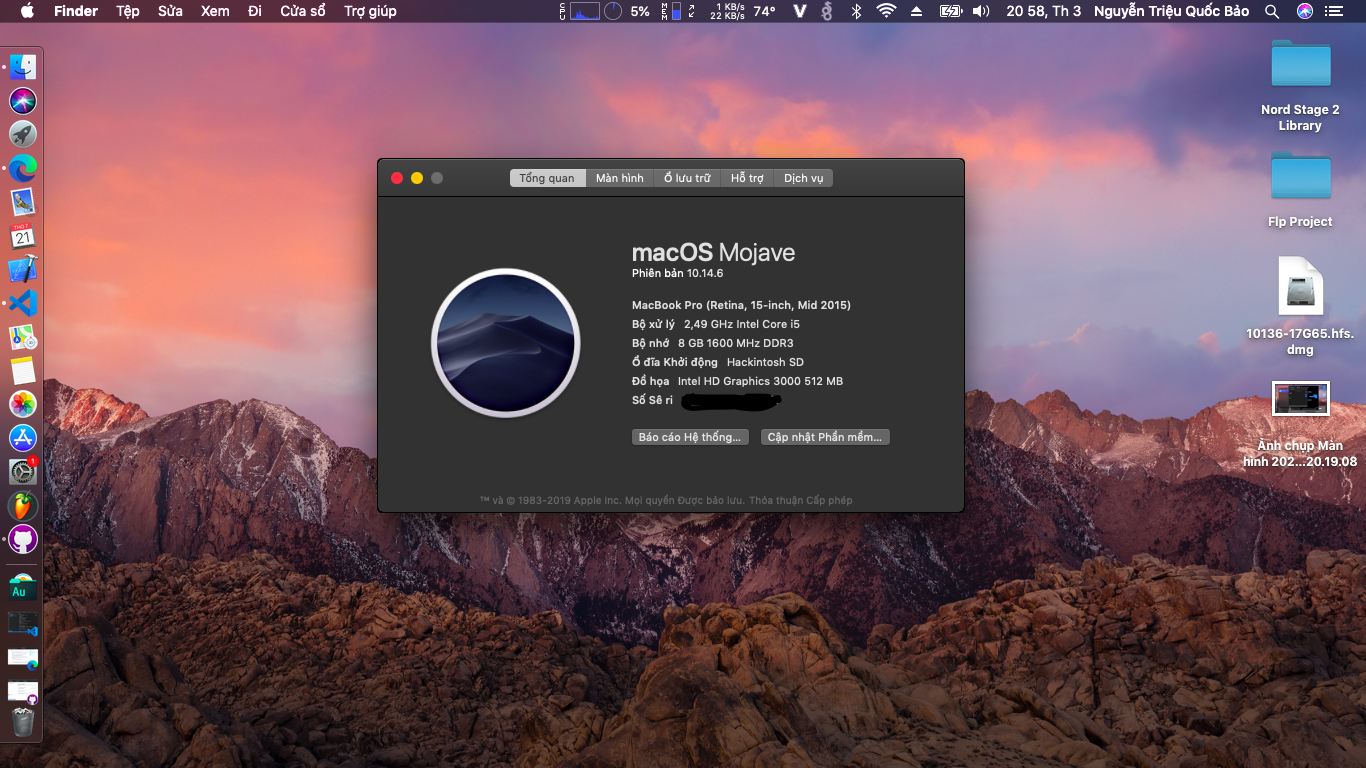 Finder Tệp Sửa Xem Đi Cửa sổ Trợ giúp
CPU 5% MEM 1 KB/s 22 KB/s 74° V 20 58, Th 3 Nguyễn Triệu Quốc Bảo
THG 7
21
1
Au
Tổng quan Màn hình Ổ lưu trữ Hỗ trợ Dịch vụ
macOS Mojave
Phiên bản 10.14.6
MacBook Pro (Retina, 15-inch, Mid 2015)
Bộ xử lý 2,49 GHz Intel Core i5
Bộ nhớ 8 GB 1600 MHz DDR3
Ổ đĩa Khởi động Hackintosh SD
Đồ họa Intel HD Graphics 3000 512 MB
Số Sê ri
Báo cáo Hệ thống... Cập nhật Phần mềm...
™ và © 1983-2019 Apple Inc. Mọi quyền Được bảo lưu. Thỏa thuận Cấp phép
Nord Stage 2
Library
Flp Project
10136-17G65.hfs.
dmg
Ảnh chụp Màn
hình 202...20.19.08